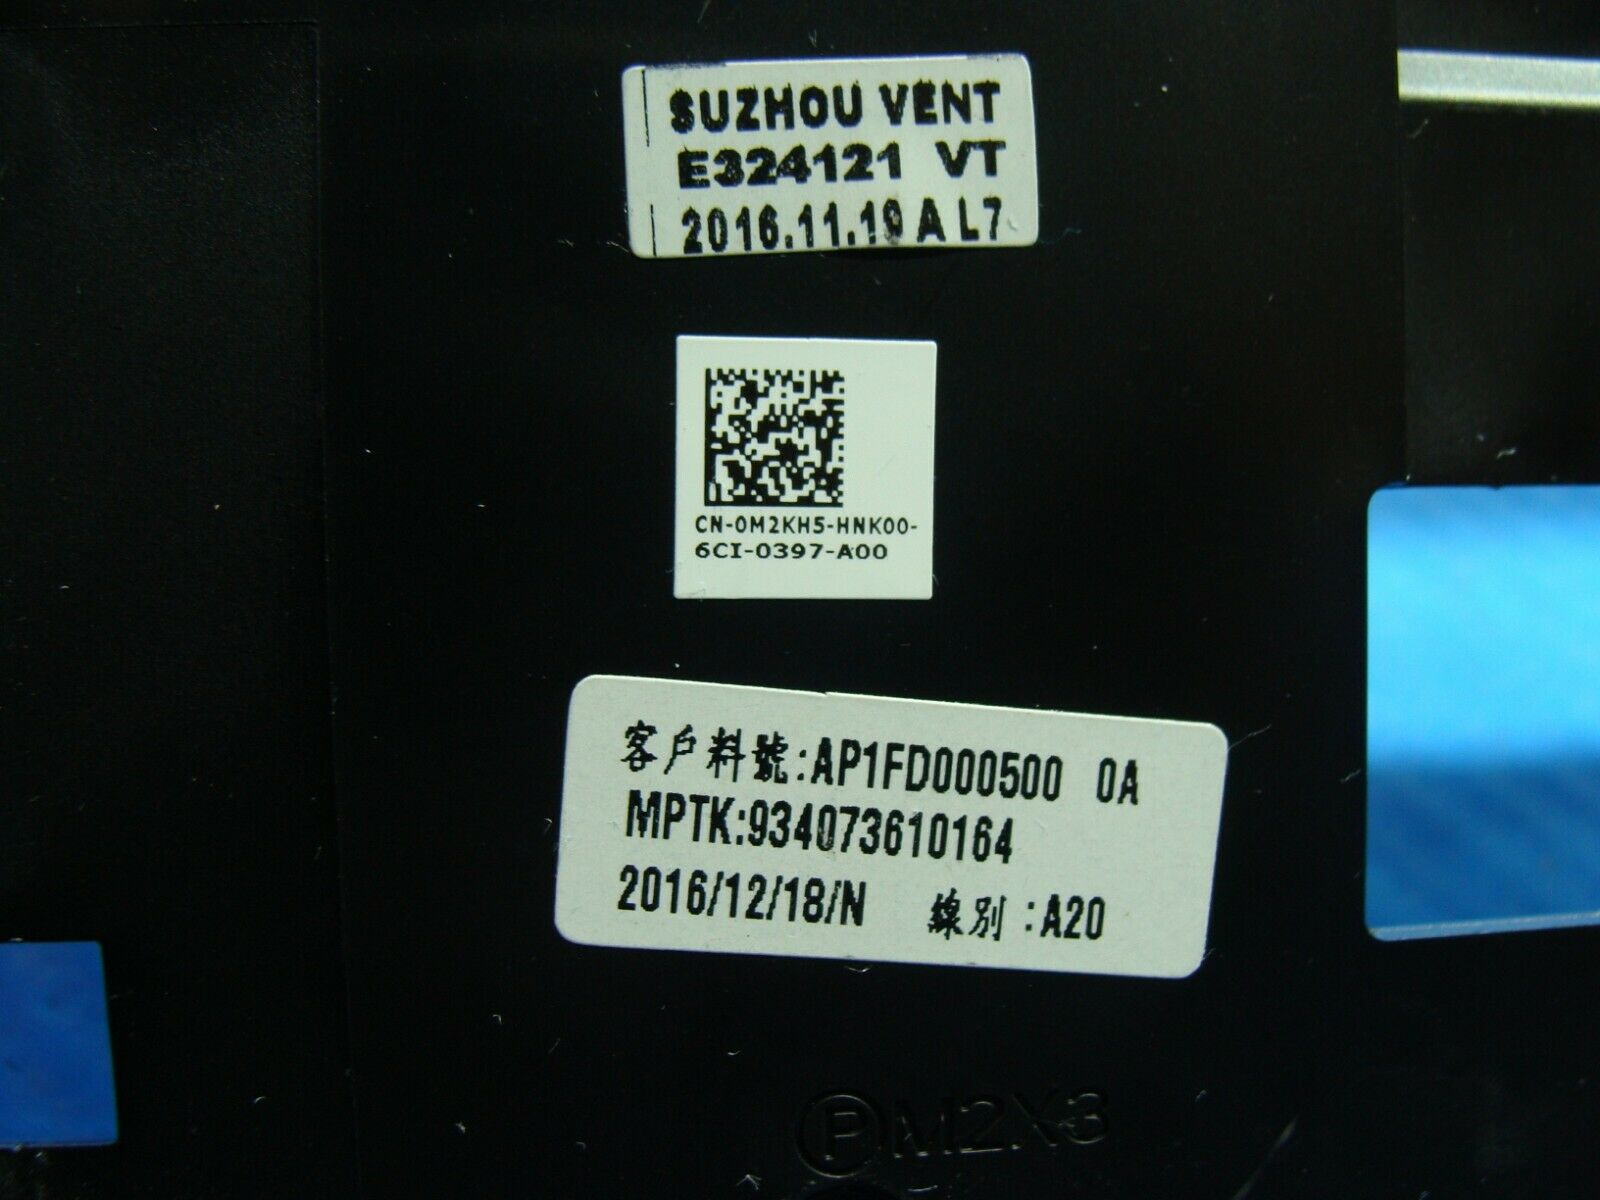 SUZHOU VENT
E324121 VT
2016.11.19 A L7
CN-0M2KH5-HNK00-
6CI-0397-A00
客戶料號:AP1FD000500 0A
MPTK:934073610164
2016/12/18/N 線別:A20
P M2X3